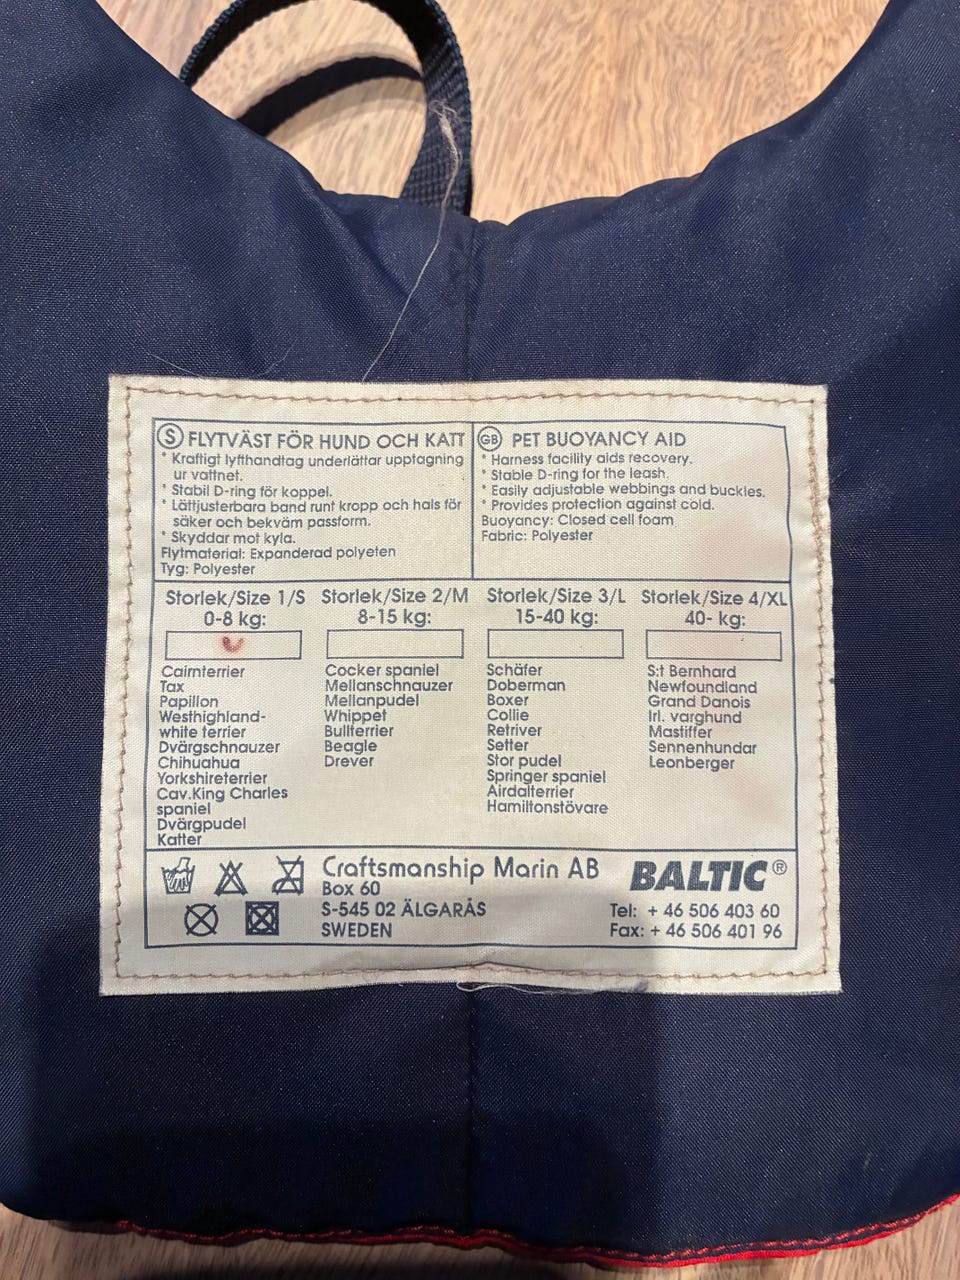 S FLYTVÄST FÖR HUND OCH KATT
* Kraftigt lyfthandtag underlättar upptagning
ur vattnet.
* Stabil D-ring för koppel.
* Lättjusterbara band runt kropp och hals för
säker och bekväm passform.
* Skyddar mot kyla.
Flytmaterial: Expanderad polyeten
Tyg: Polyester
GB PET BUOYANCY AID
* Harness facility aids recovery.
* Stable D-ring for the leash.
* Easily adjustable webbings and buckles.
* Provides protection against cold.
Buoyancy: Closed cell foam
Fabric: Polyester
Storlek/Size 1/S
0-8 kg:
Cairnterrier
Tax
Papillon
Westhighland-
white terrier
Dvärgschnauzer
Chihuahua
Yorkshireterrier
Cav.King Charles
spaniel
Dvärgpudel
Katter
Storlek/Size 2/M
8-15 kg:
Cocker spaniel
Mellanschnauzer
Mellanpudel
Whippet
Bullterrier
Beagle
Drever
Storlek/Size 3/L
15-40 kg:
Schäfer
Doberman
Boxer
Collie
Retriver
Setter
Stor pudel
Springer spaniel
Airdalterrier
Hamiltonstövare
Storlek/Size 4/XL
40- kg:
S:t Bernhard
Newfoundland
Grand Danois
Irl. varghund
Mastiffer
Sennenhundar
Leonberger
Craftsmanship Marin AB
Box 60
S-545 02 ÄLGARÅS
SWEDEN
BALTIC®
Tel: + 46 506 403 60
Fax: + 46 506 401 96